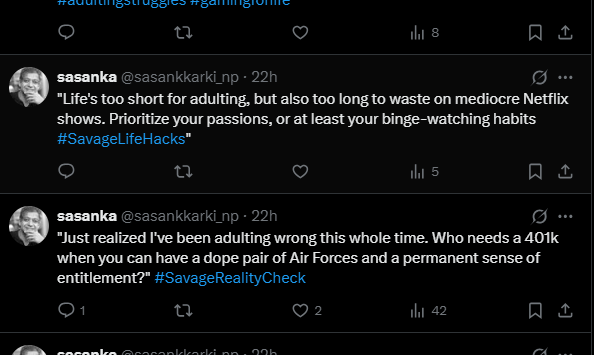 #adultingstruggles #gamingforlife
8
sasanka @sasankkarki_np · 22h
"Life's too short for adulting, but also too long to waste on mediocre Netflix
shows. Prioritize your passions, or at least your binge-watching habits
#SavageLifeHacks"
5
sasanka @sasankkarki_np · 22h
"Just realized I've been adulting wrong this whole time. Who needs a 401k
when you can have a dope pair of Air Forces and a permanent sense of
entitlement?" #SavageRealityCheck
1 2 42
sasanka @sasankkarki_np · 22h